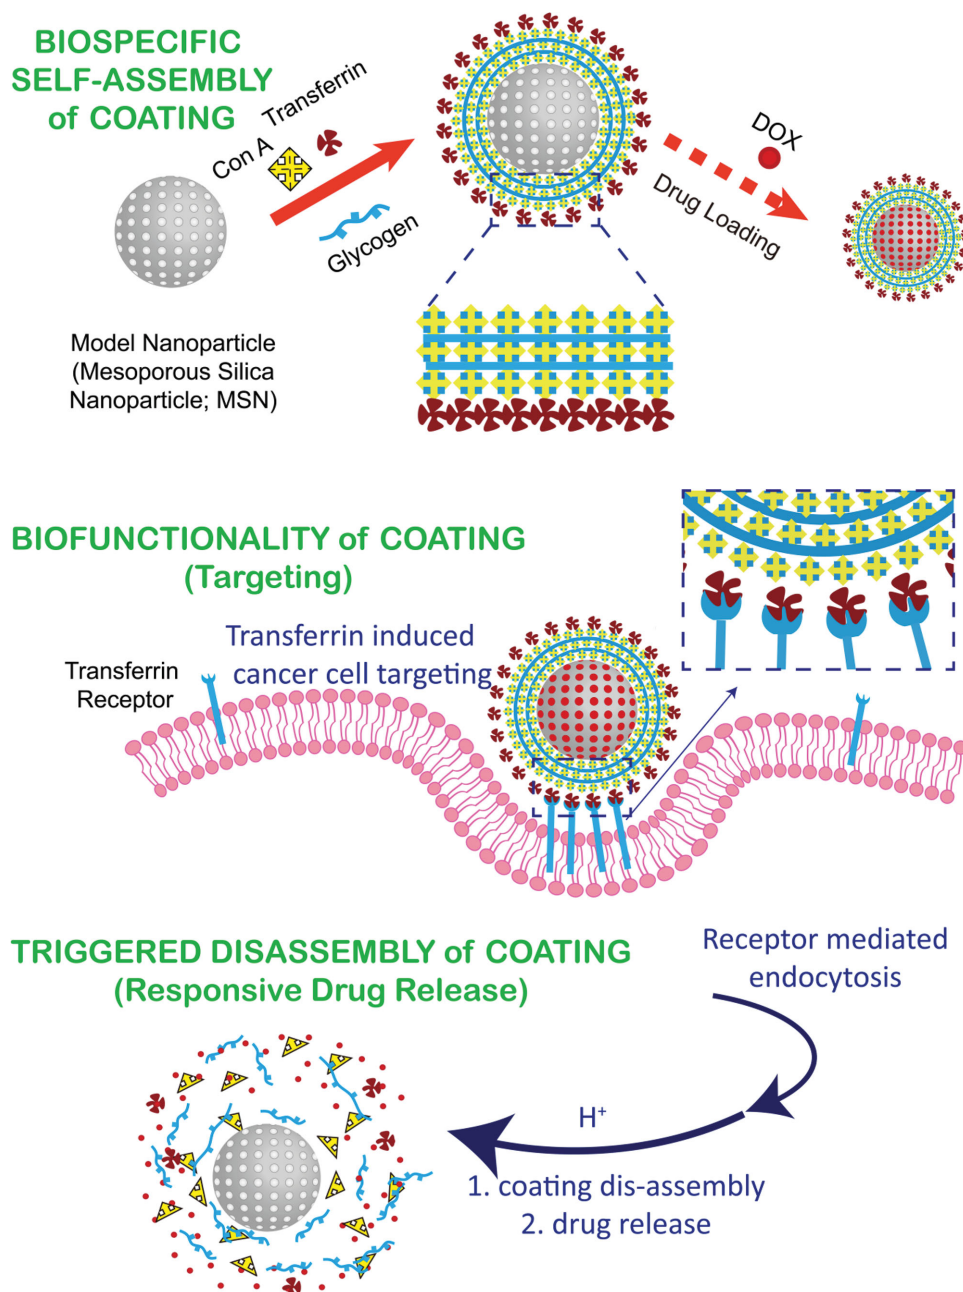 BIOSPECIFIC
SELF-ASSEMBLY
of COATING
Con A
Transferrin
Glycogen
DOX
Drug Loading
Model Nanoparticle
(Mesoporous Silica
Nanoparticle; MSN)
BIOFUNCTIONALITY of COATING
(Targeting)
Transferrin induced
cancer cell targeting
Transferrin
Receptor
TRIGGERED DISASSEMBLY of COATING
(Responsive Drug Release)
Receptor mediated
endocytosis
H⁺
1. coating dis-assembly
2. drug release